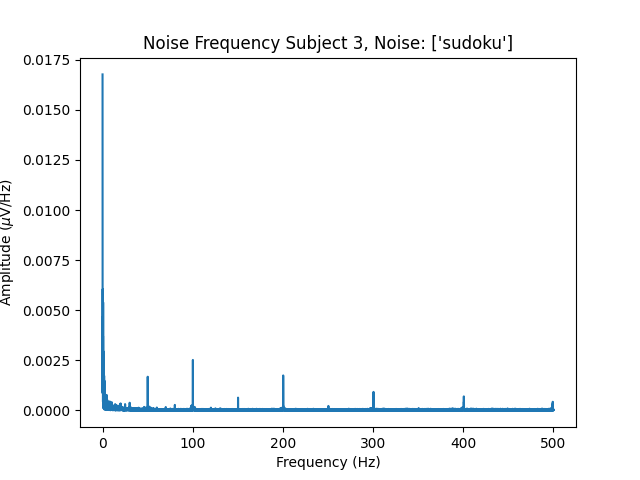 Noise Frequency Subject 3, Noise: ['sudoku']
Amplitude (μV/Hz)
0.0175
0.0150
0.0125
0.0100
0.0075
0.0050
0.0025
0.0000
0 100 200 300 400 500
Frequency (Hz)